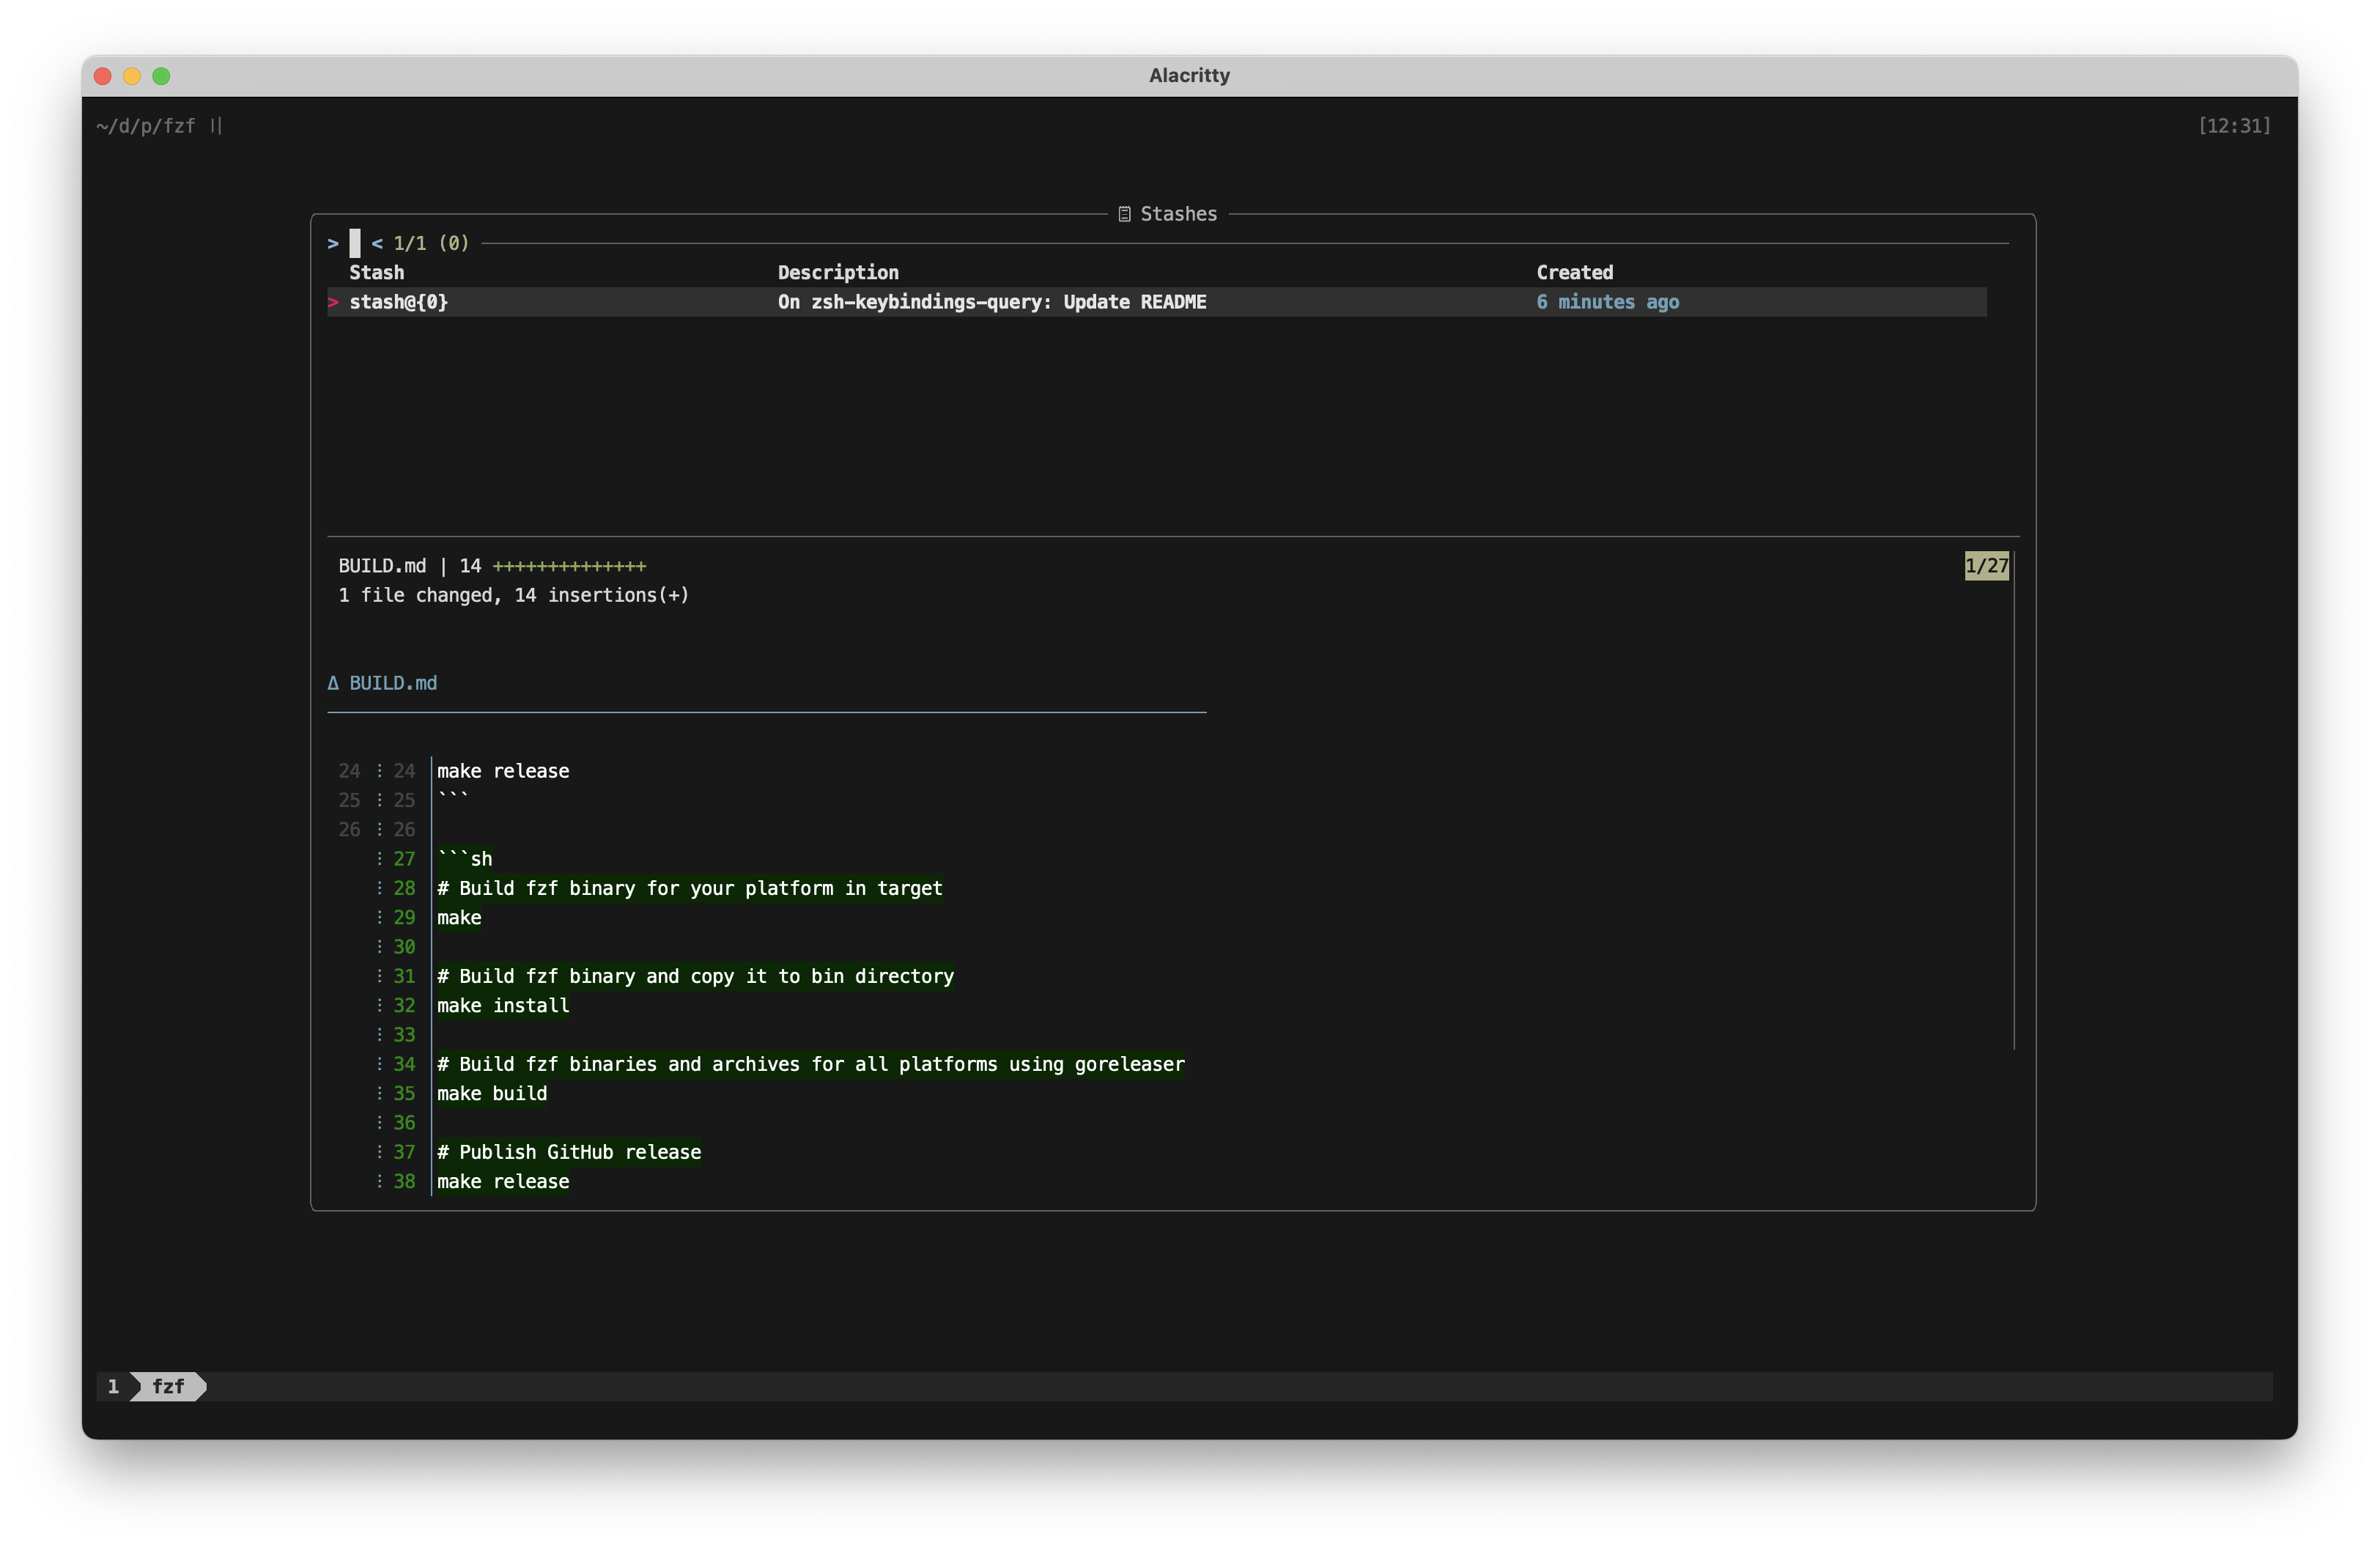 Alacritty
~/d/p/fzf || [12:31]
Stashes
> < 1/1 (0)
Stash Description Created
> stash@{0} On zsh-keybindings-query: Update README 6 minutes ago
BUILD.md | 14 ++++++++++++++ 1/27
1 file changed, 14 insertions(+)
Δ BUILD.md
24 ⋮ 24 │make release
25 ⋮ 25 │```
26 ⋮ 26 │
⋮ 27 │```sh
⋮ 28 │# Build fzf binary for your platform in target
⋮ 29 │make
⋮ 30 │
⋮ 31 │# Build fzf binary and copy it to bin directory
⋮ 32 │make install
⋮ 33 │
⋮ 34 │# Build fzf binaries and archives for all platforms using goreleaser
⋮ 35 │make build
⋮ 36 │
⋮ 37 │# Publish GitHub release
⋮ 38 │make release
1 fzf